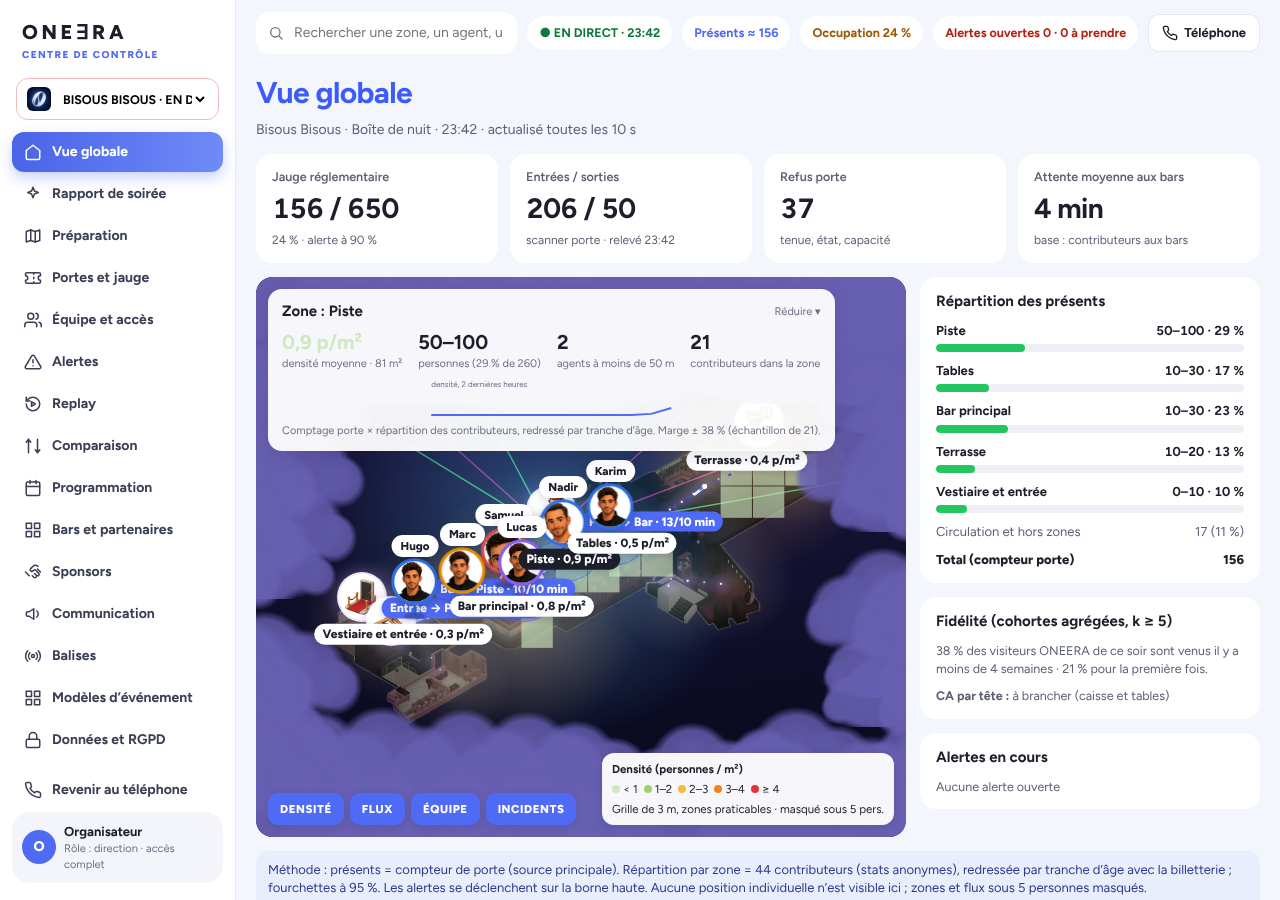 ONEERA
CENTRE DE CONTRÔLE
BISOUS BISOUS · EN D
Vue globale
Rapport de soirée
Préparation
Portes et jauge
Équipe et accès
Alertes
Replay
Comparaison
Programmation
Bars et partenaires
Sponsors
Communication
Balises
Modèles d’événement
Données et RGPD
Revenir au téléphone
O
Organisateur
Rôle : direction · accès
complet
Rechercher une zone, un agent, u
EN DIRECT · 23:42
Présents ≈ 156
Occupation 24 %
Alertes ouvertes 0 · 0 à prendre
Téléphone
Vue globale
Bisous Bisous · Boîte de nuit · 23:42 · actualisé toutes les 10 s
Jauge réglementaire
156 / 650
24 % · alerte à 90 %
Entrées / sorties
206 / 50
scanner porte · relevé 23:42
Refus porte
37
tenue, état, capacité
Attente moyenne aux bars
4 min
base : contributeurs aux bars
Zone : Piste
Réduire ▾
0,9 p/m²
densité moyenne · 81 m²
50–100
personnes (29 % de 260)
2
agents à moins de 50 m
21
contributeurs dans la zone
densité, 2 dernières heures
Comptage porte × répartition des contributeurs, redressé par tranche d’âge. Marge ± 38 % (échantillon de 21).
Terrasse · 0,4 p/m²
Karim
Nadir
Samuel
Lucas
Bar · 13/10 min
Tables · 0,5 p/m²
Marc
Hugo
Piste · 0,9 p/m²
Piste · 10/10 min
Entrée →
Bar principal · 0,8 p/m²
Vestiaire et entrée · 0,3 p/m²
DENSITÉ
FLUX
ÉQUIPE
INCIDENTS
Densité (personnes / m²)
< 1 1–2 2–3 3–4 ≥ 4
Grille de 3 m, zones praticables · masqué sous 5 pers.
Répartition des présents
Piste 50–100 · 29 %
Tables 10–30 · 17 %
Bar principal 10–30 · 23 %
Terrasse 10–20 · 13 %
Vestiaire et entrée 0–10 · 10 %
Circulation et hors zones 17 (11 %)
Total (compteur porte) 156
Fidélité (cohortes agrégées, k ≥ 5)
38 % des visiteurs ONEERA de ce soir sont venus il y a
moins de 4 semaines · 21 % pour la première fois.
CA par tête : à brancher (caisse et tables)
Alertes en cours
Aucune alerte ouverte
Méthode : présents = compteur de porte (source principale). Répartition par zone = 44 contributeurs (stats anonymes), redressée par tranche d’âge avec la billetterie ;
fourchettes à 95 %. Les alertes se déclenchent sur la borne haute. Aucune position individuelle n’est visible ici ; zones et flux sous 5 personnes masqués.